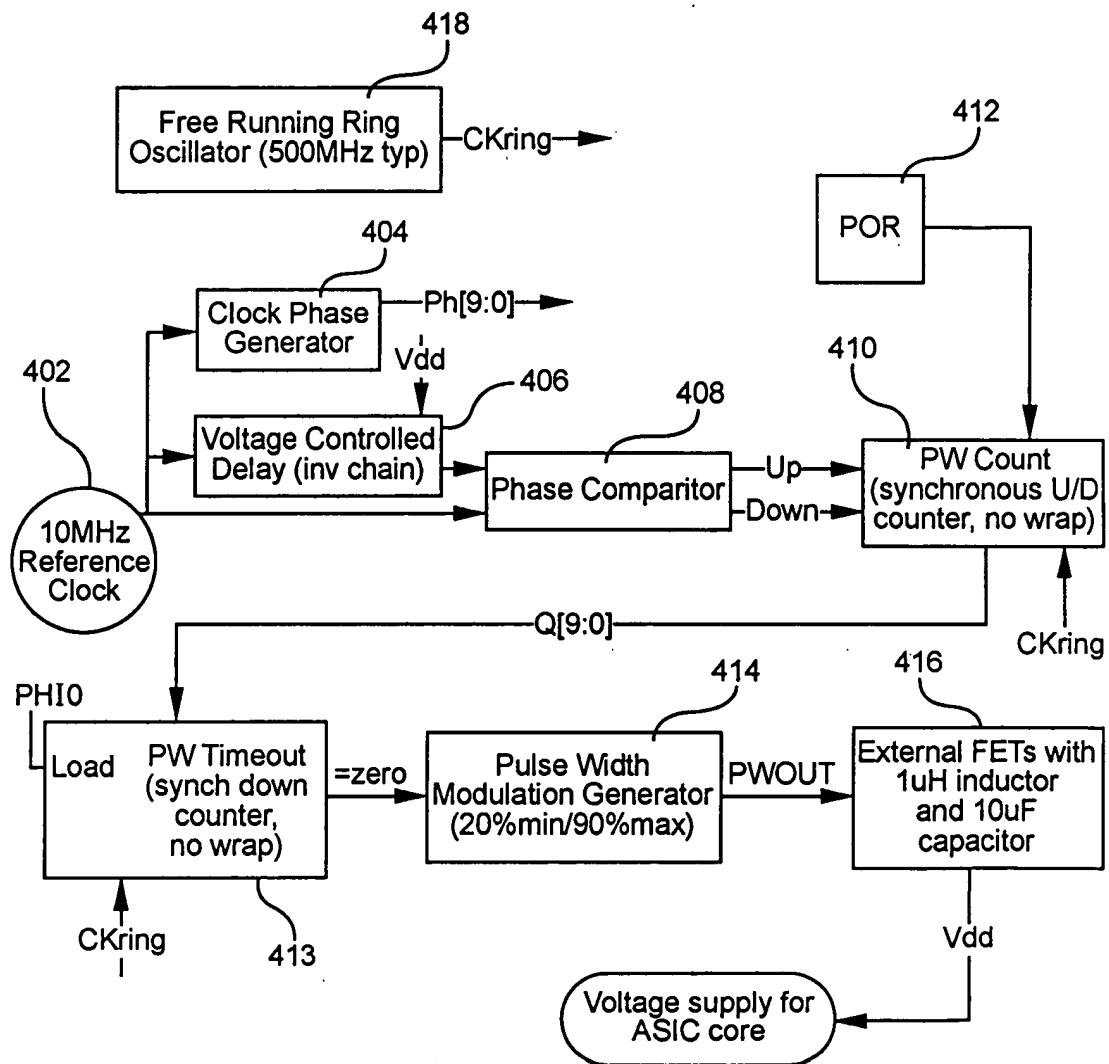 418
Free Running Ring
Oscillator (500MHz typ)
CKring
412
POR
404
Clock Phase
Generator
Ph[9:0]
Vdd
402
406
Voltage Controlled
Delay (inv chain)
408
Phase Comparitor
Up
Down
410
PW Count
(synchronous U/D
counter, no wrap)
10MHz
Reference
Clock
CKring
Q[9:0]
PHI0
Load
PW Timeout
(synch down
counter,
no wrap)
=zero
CKring
413
414
Pulse Width
Modulation Generator
(20%min/90%max)
PWOUT
416
External FETs with
1uH inductor
and 10uF
capacitor
Vdd
Voltage supply for
ASIC core